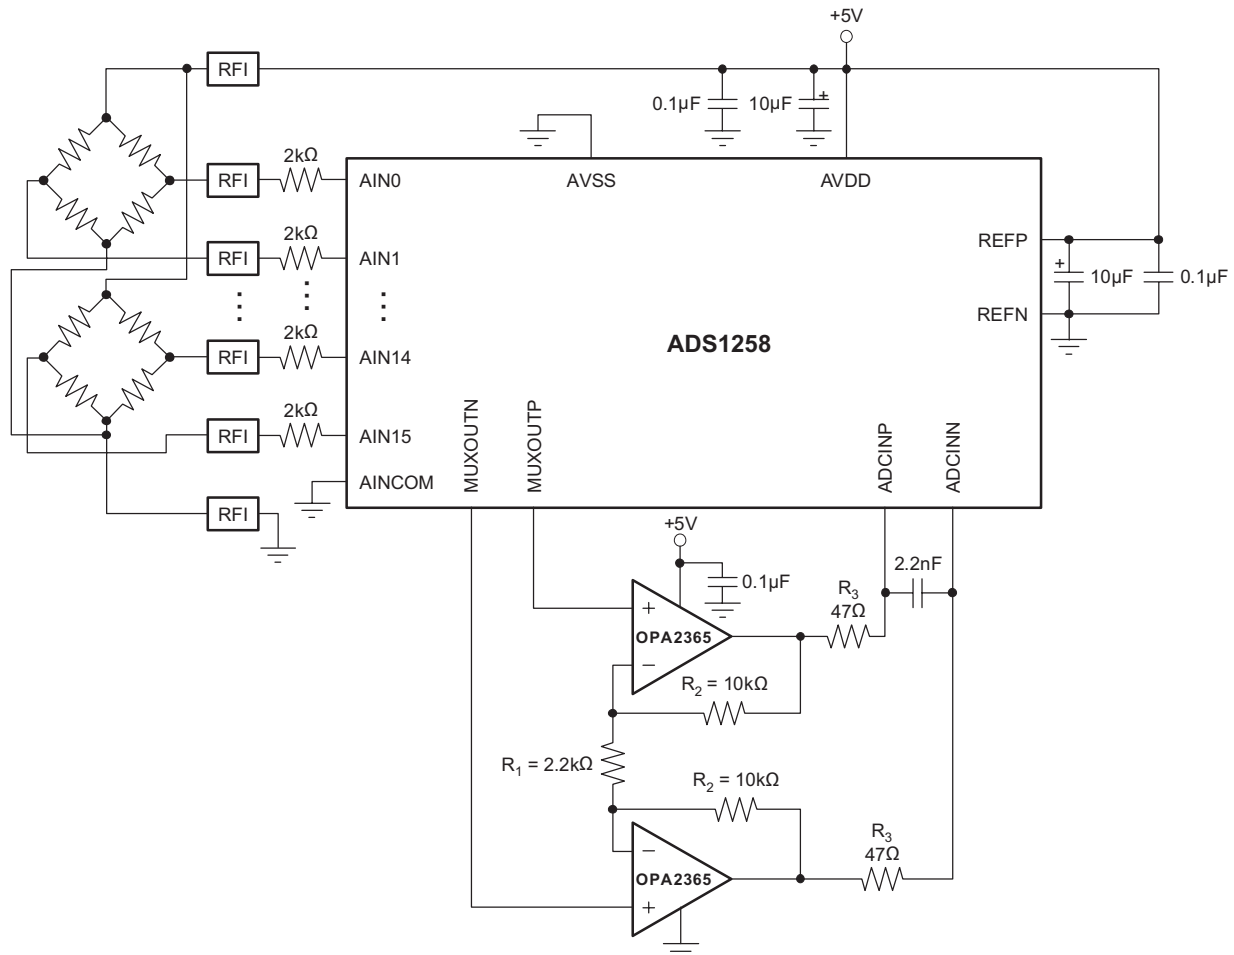 +5V
RFI
0.1µF
10µF
+
2kΩ
RFI
AIN0
AVSS
AVDD
2kΩ
RFI
AIN1
REFP
+
10µF
0.1µF
REFN
2kΩ
RFI
AIN14
ADS1258
2kΩ
RFI
AIN15
AINCOM
MUXOUTN
MUXOUTP
ADCINP
ADCINN
RFI
+5V
0.1µF
2.2nF
+
OPA2365
−
R3
47Ω
R2 = 10kΩ
R1 = 2.2kΩ
R2 = 10kΩ
−
OPA2365
+
R3
47Ω